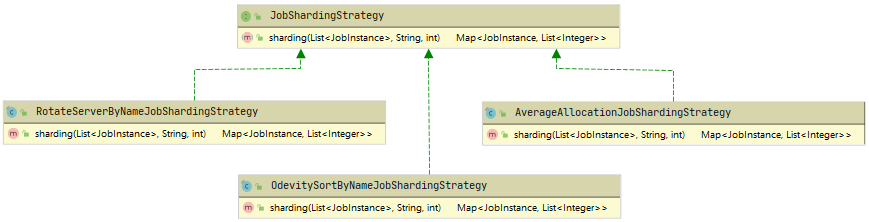 JobShardingStrategy
sharding(List<JobInstance>, String, int) Map<JobInstance, List<Integer>>
RotateServerByNameJobShardingStrategy
sharding(List<JobInstance>, String, int) Map<JobInstance, List<Integer>>
AverageAllocationJobShardingStrategy
sharding(List<JobInstance>, String, int) Map<JobInstance, List<Integer>>
OdevitySortByNameJobShardingStrategy
sharding(List<JobInstance>, String, int) Map<JobInstance, List<Integer>>